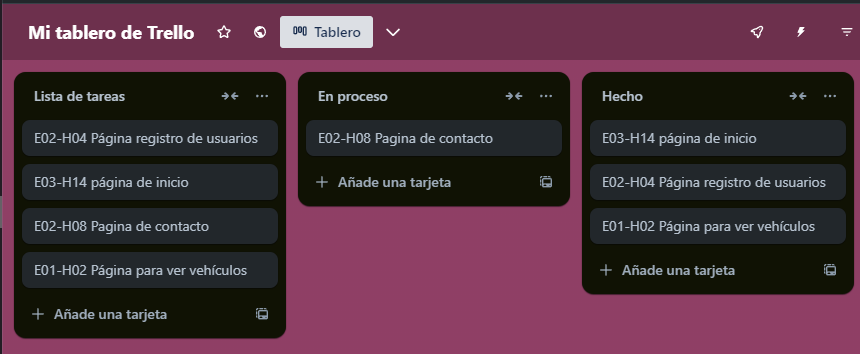 Mi tablero de Trello
Tablero
Lista de tareas
E02-H04 Página registro de usuarios
E03-H14 página de inicio
E02-H08 Pagina de contacto
E01-H02 Página para ver vehículos
Añade una tarjeta
En proceso
E02-H08 Pagina de contacto
Añade una tarjeta
Hecho
E03-H14 página de inicio
E02-H04 Página registro de usuarios
E01-H02 Página para ver vehículos
Añade una tarjeta